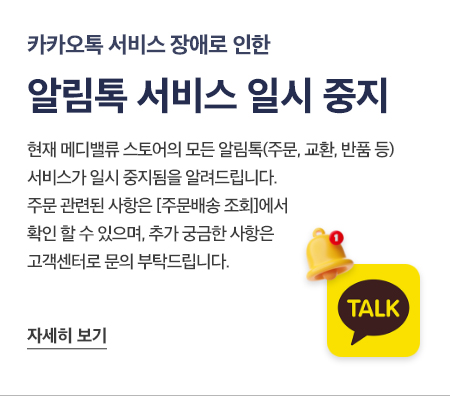 카카오톡 서비스 장애로 인한
알림톡 서비스 일시 중지
현재 메디밸류 스토어의 모든 알림톡(주문, 교환, 반품 등)
서비스가 일시 중지됨을 알려드립니다.
주문 관련된 사항은 [주문배송 조회]에서
확인 할 수 있으며, 추가 궁금한 사항은
고객센터로 문의 부탁드립니다.
1
TALK
자세히 보기